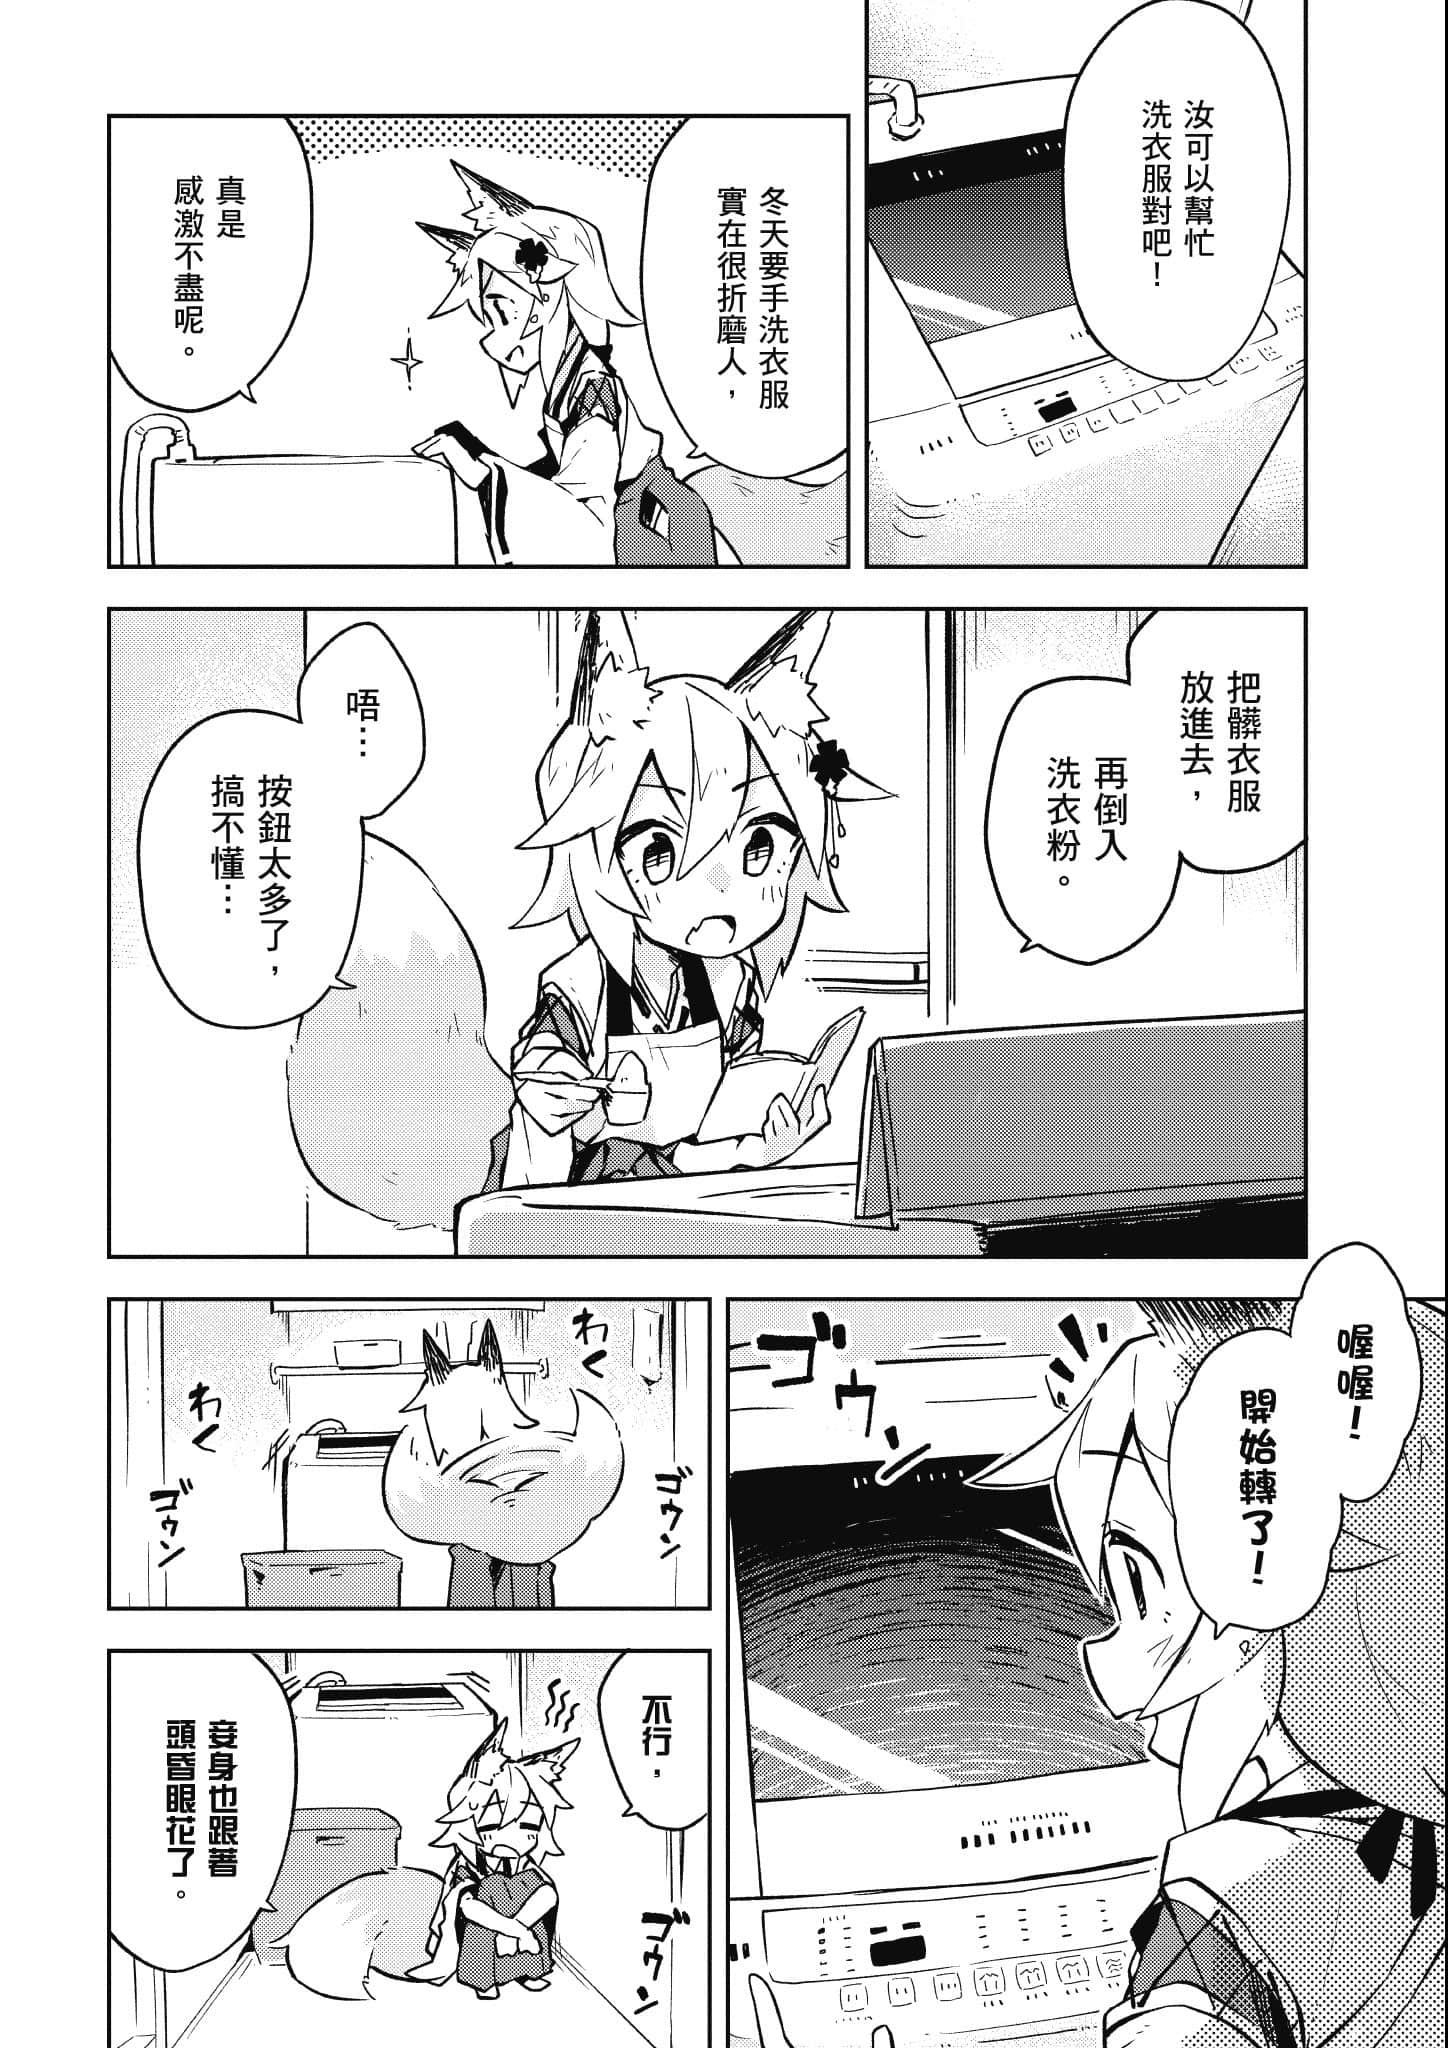 汝可以幫忙
洗衣服對吧！
冬天要手洗衣服
實在很折磨人，
真是
感激不盡呢。
把髒衣服
放進去，
再倒入
洗衣粉。
唔…
按鈕太多了，
搞不懂…
喔喔！
開始轉了！
ゴウン
わく
わく
ゴウン
ゴウン
不行，
妾身也跟著
頭昏眼花了。
ゴウン